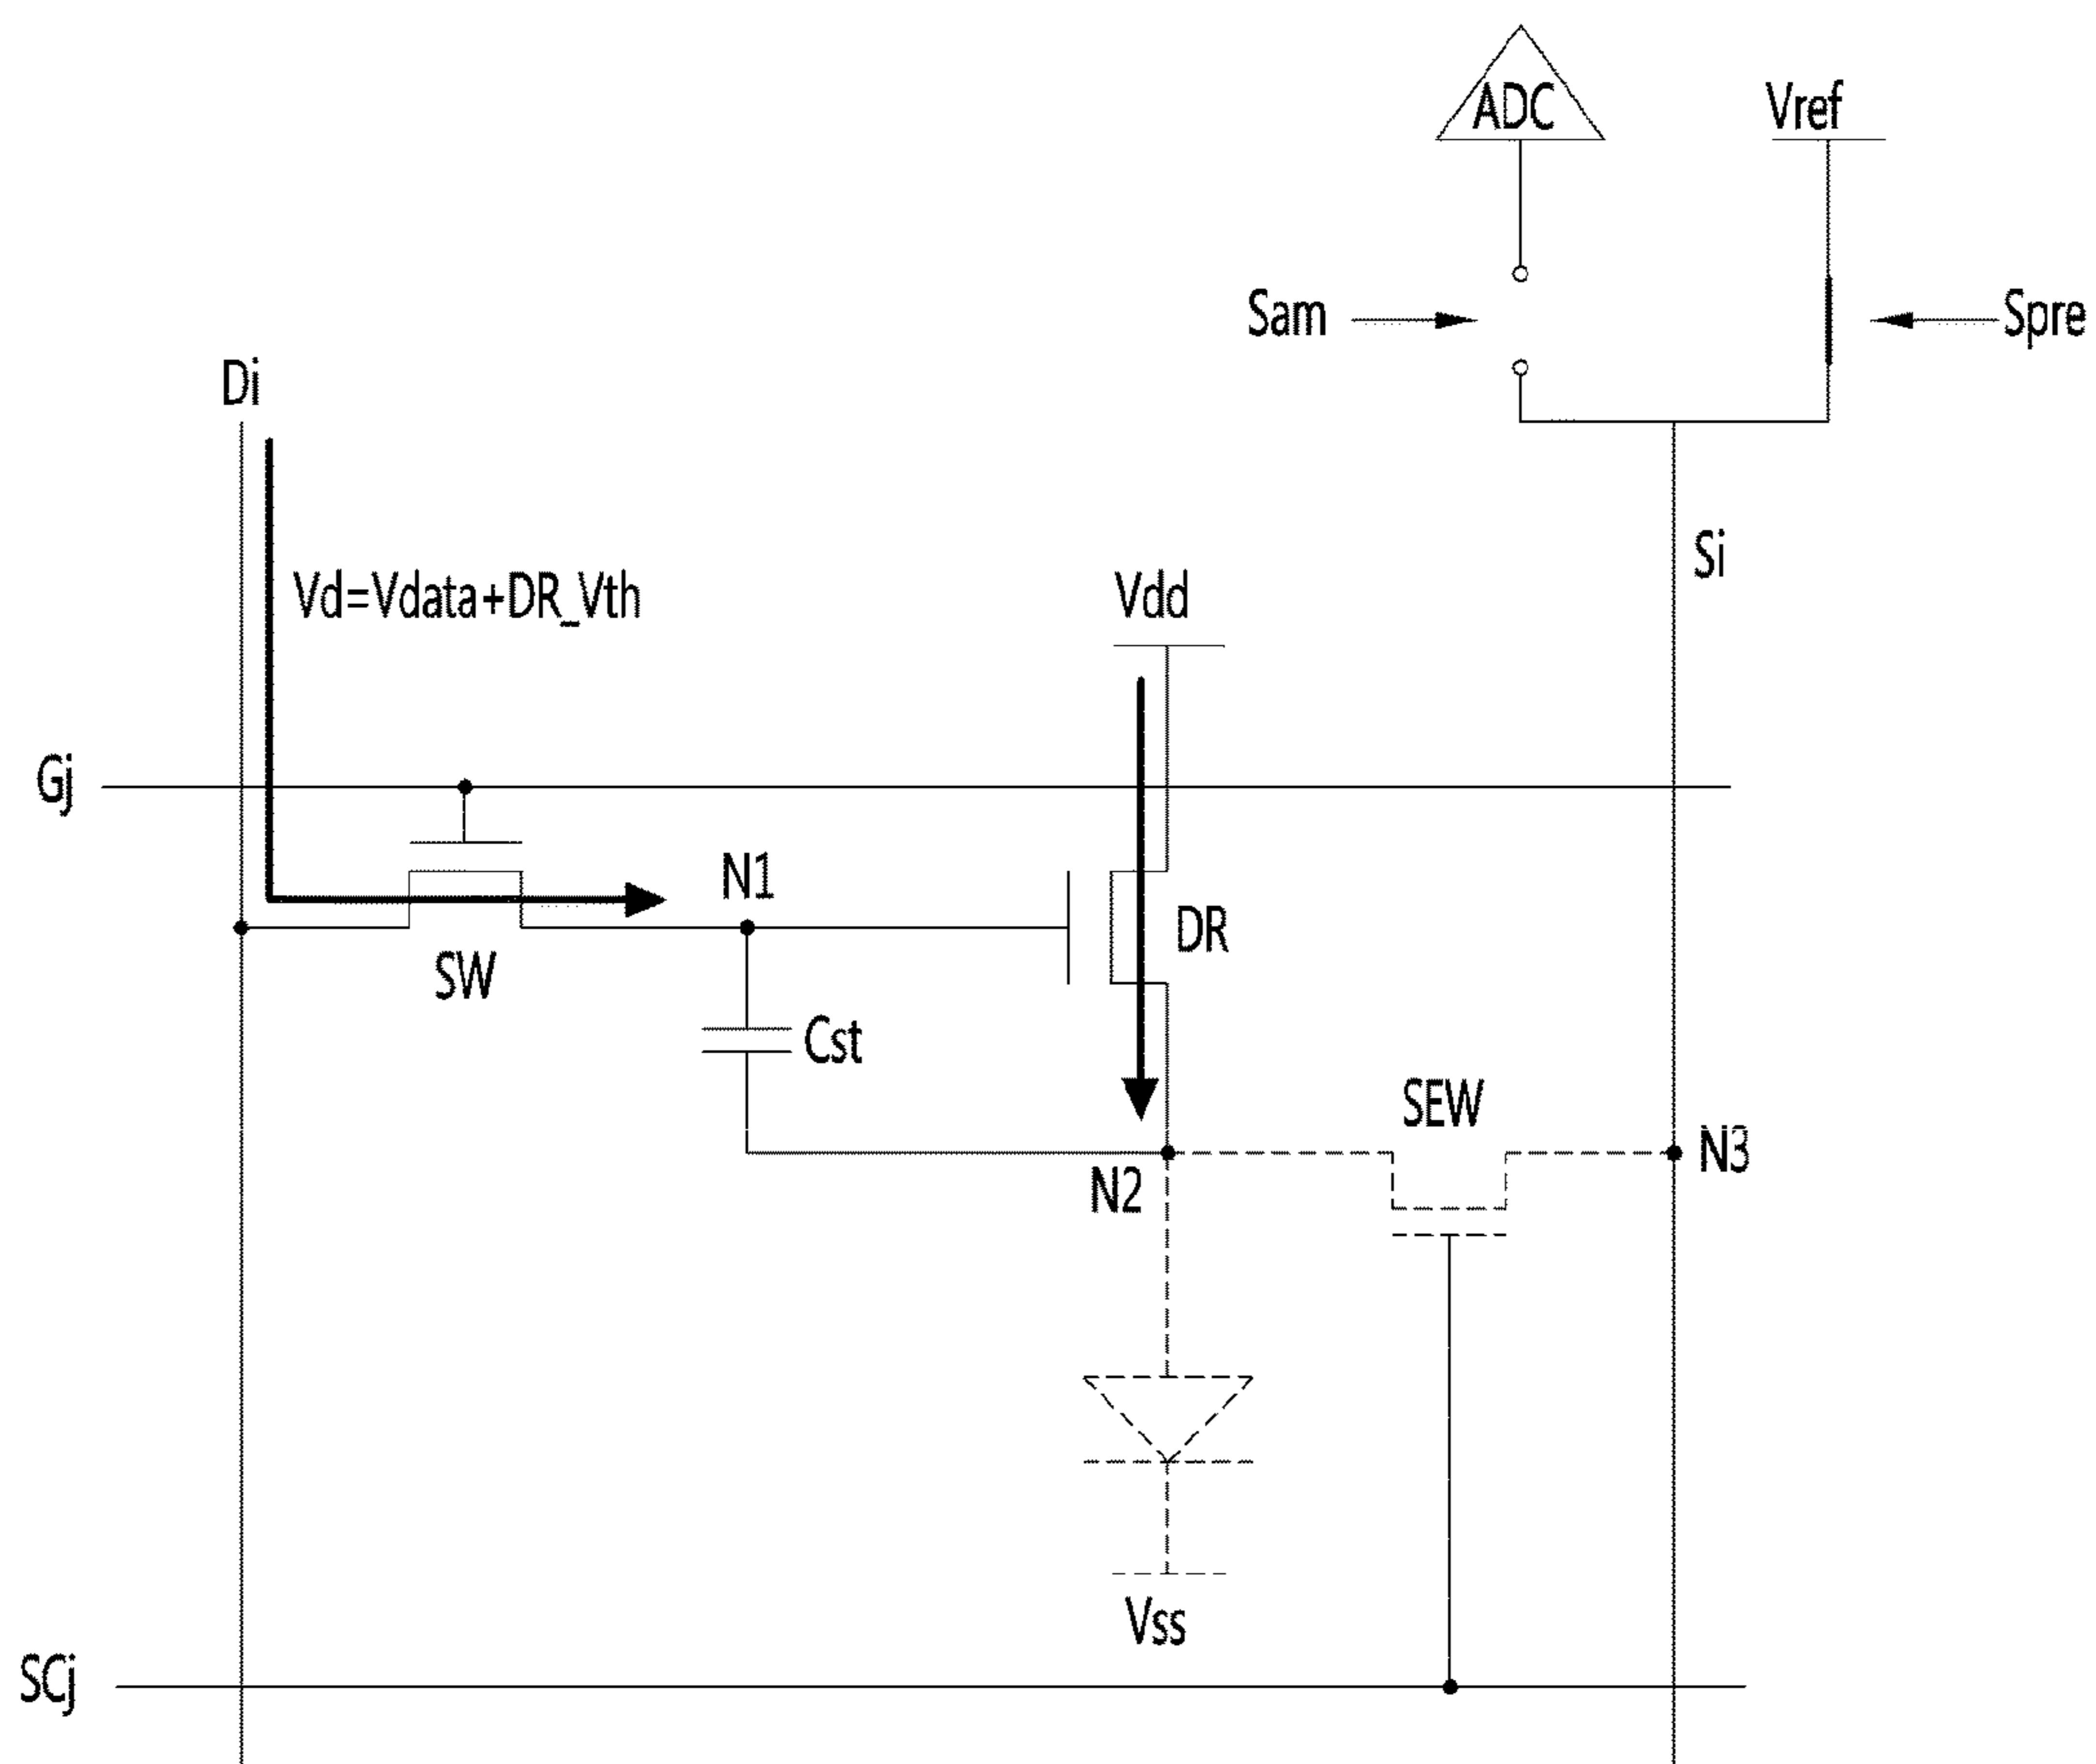 ADC
Vref
Sam
Spre
Di
Si
Vd=Vdata+DR_Vth
Vdd
Gj
N1
DR
SW
Cst
SEW
N3
N2
Vss
SCj